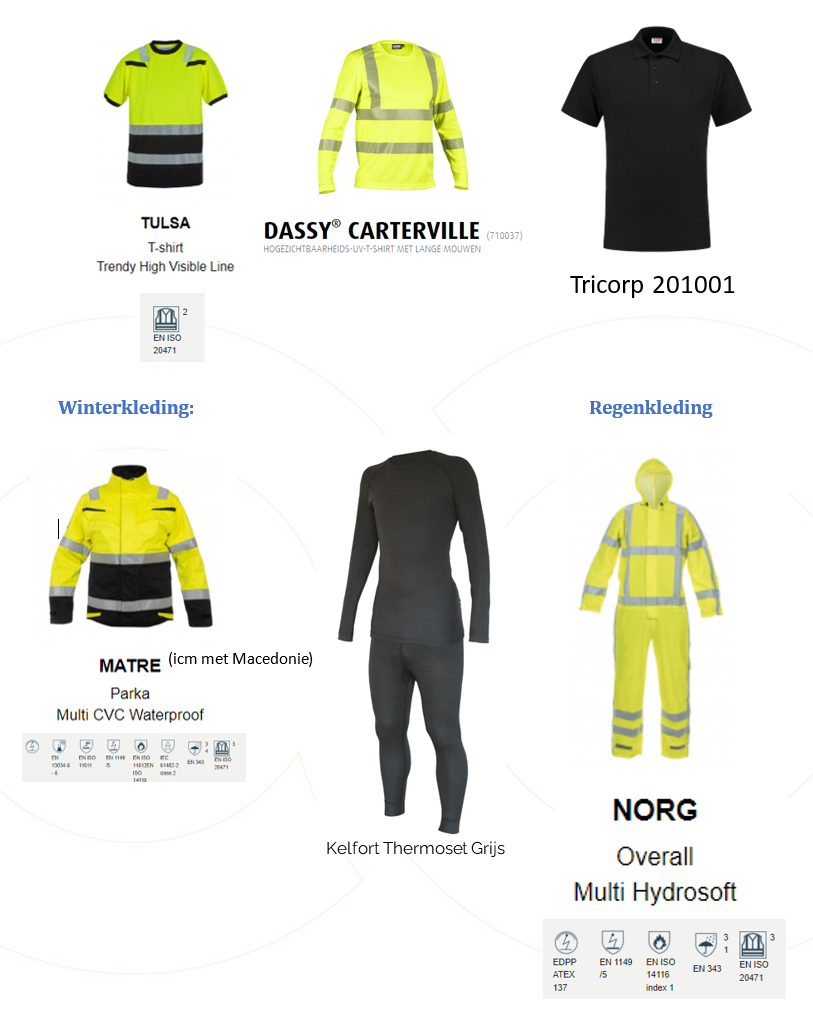 TULSA
T-shirt
Trendy High Visible Line
2
EN ISO
20471
DASSY® CARTERVILLE (710037)
HOGEZICHTBAARHEIDS-UV-T-SHIRT MET LANGE MOUWEN
Tricorp 201001
Winterkleding:
Regenkleding
MATRE (icm met Macedonie)
Parka
Multi CVC Waterproof
EN
13034-6
- 6
EN ISO
11611
EN 1149
/5
EN ISO
11612EN
ISO
14116
IEC
61482-2
class 2
3
4
EN 343
3
EN ISO
20471
Kelfort Thermoset Grijs
NORG
Overall
Multi Hydrosoft
EDPP
ATEX
137
EN 1149
/5
EN ISO
14116
index 1
3
1
EN 343
3
EN ISO
20471